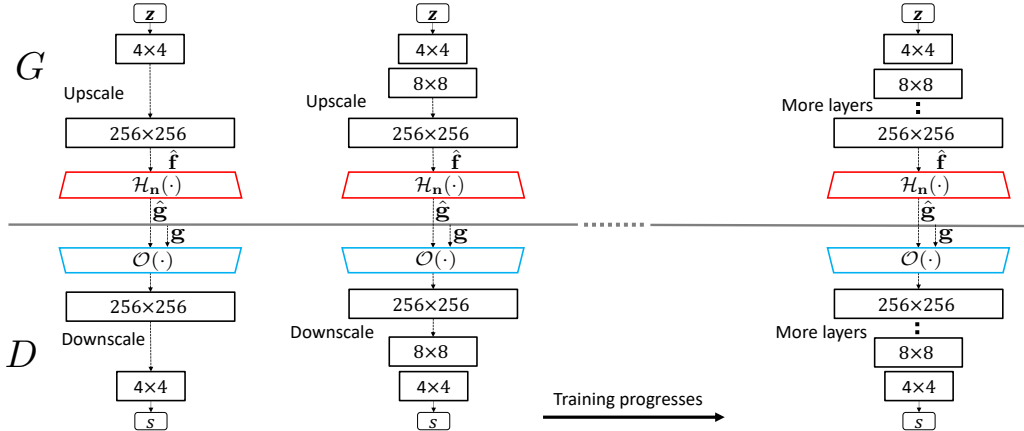 z z z
4×4 4×4 4×4
G
8×8 8×8
Upscale Upscale More layers
256×256 256×256 256×256
f̂ f̂ f̂
ℋₙ(·) ℋₙ(·) ℋₙ(·)
ĝ ĝ ĝ
g g g
𝒪(·) 𝒪(·) 𝒪(·)
256×256 256×256 256×256
Downscale Downscale More layers
D
8×8 8×8
4×4 4×4 4×4
Training progresses
s s s